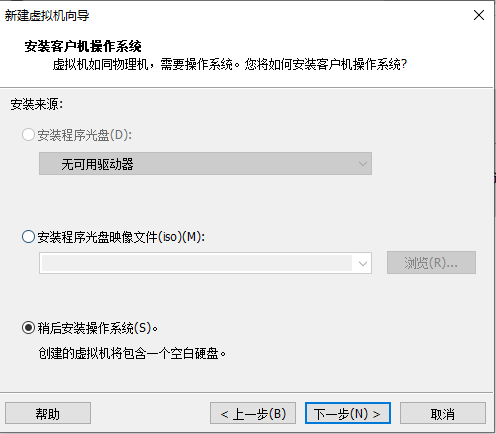 新建虚拟机向导
安装客户机操作系统
虚拟机如同物理机，需要操作系统。您将如何安装客户机操作系统?
安装来源:
安装程序光盘(D):
无可用驱动器
安装程序光盘映像文件(iso)(M):
浏览(R)...
稍后安装操作系统(S)。
创建的虚拟机将包含一个空白硬盘。
帮助
< 上一步(B)
下一步(N) >
取消